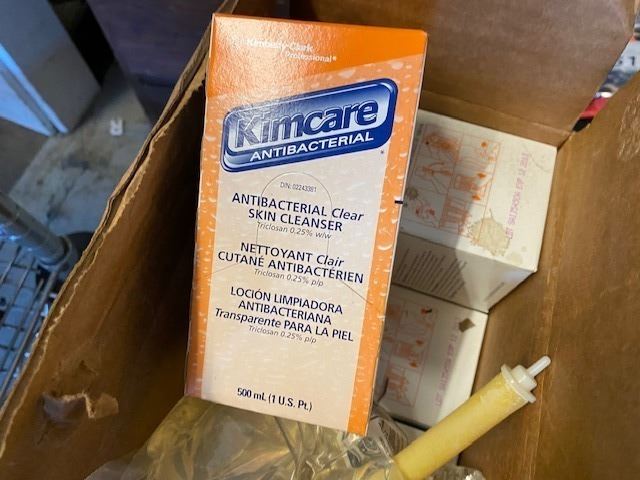 Kimberly-Clark
Professional*
Kimcare
ANTIBACTERIAL
DIN: 02243381
ANTIBACTERIAL Clear
SKIN CLEANSER
Triclosan 0.25% w/w
NETTOYANT Clair
CUTANÉ ANTIBACTÉRIEN
Triclosan 0.25% p/p
LOCIÓN LIMPIADORA
ANTIBACTERIANA
Transparente PARA LA PIEL
Triclosan 0.25% p/p
500 mL (1 U.S. Pt.)